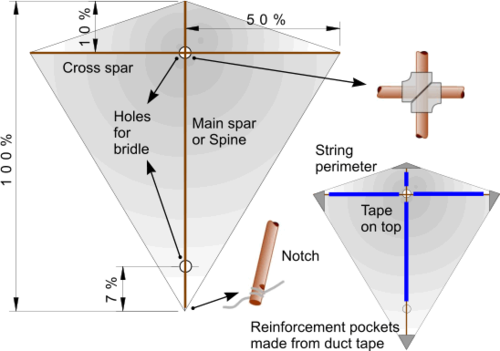 50%
10%
Cross spar
100%
Holes
for
bridle
Main spar
or Spine
String
perimeter
Tape
on top
Notch
7%
Reinforcement pockets
made from duct tape